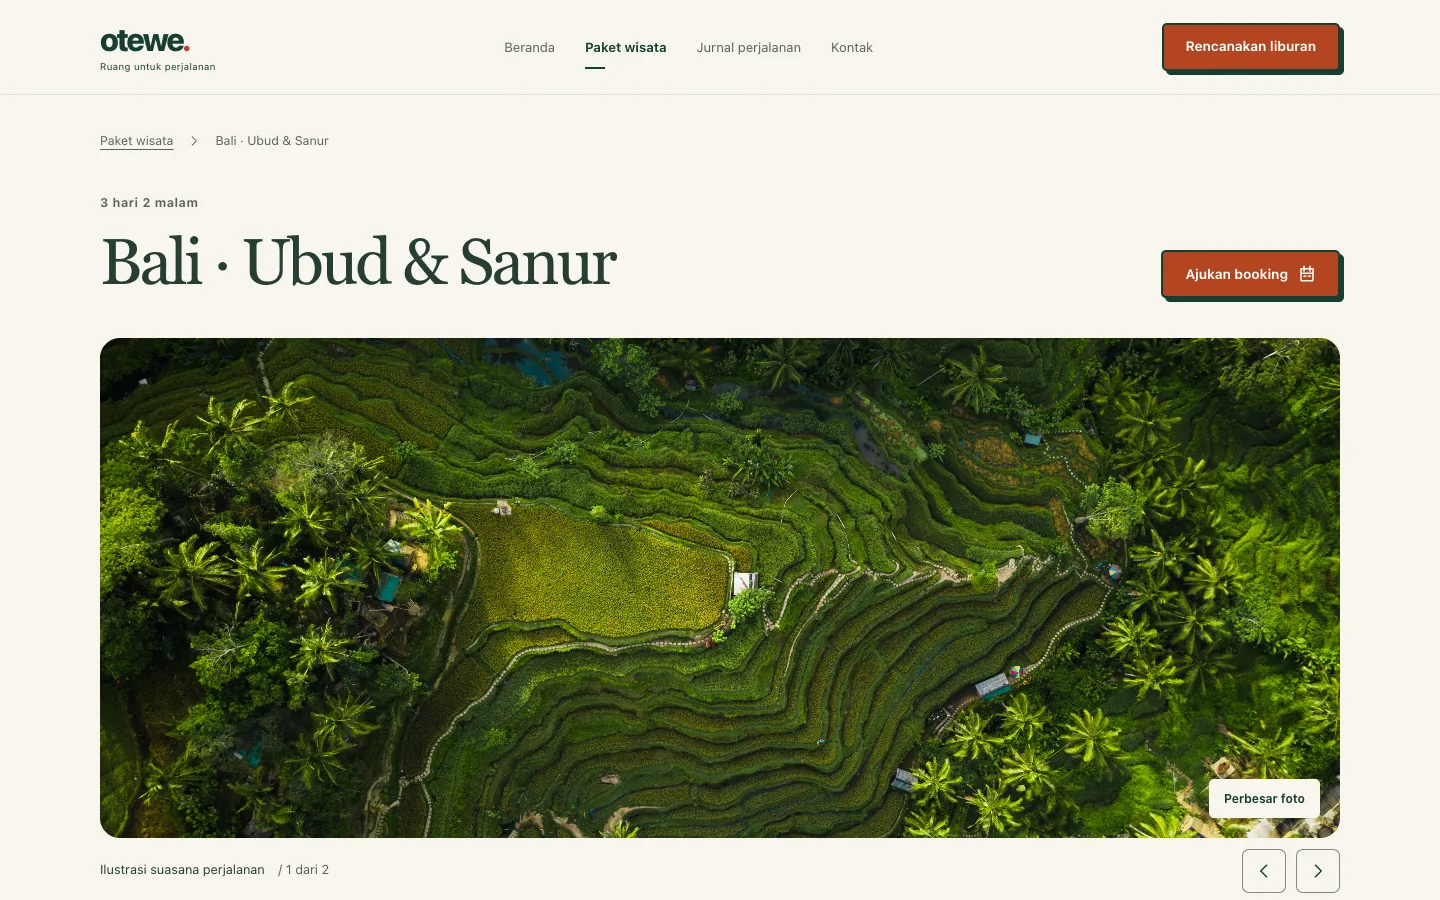 otewe.
Ruang untuk perjalanan
Beranda
Paket wisata
Jurnal perjalanan
Kontak
Rencanakan liburan
Paket wisata
Bali · Ubud & Sanur
3 hari 2 malam
Bali · Ubud & Sanur
Ajukan booking
Perbesar foto
Ilustrasi suasana perjalanan / 1 dari 2